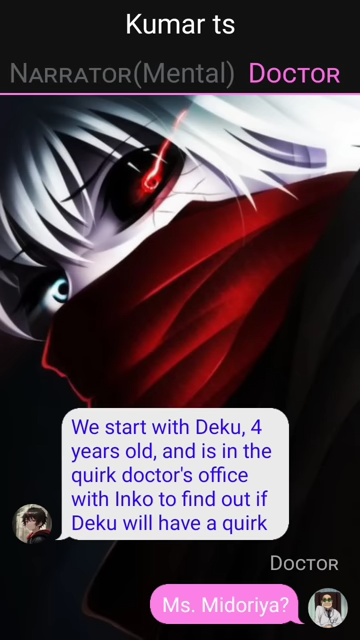 Kumar ts
Narrator(Mental) Doctor
We start with Deku, 4
years old, and is in the
quirk doctor's office
with Inko to find out if
Deku will have a quirk
Doctor
Ms. Midoriya?